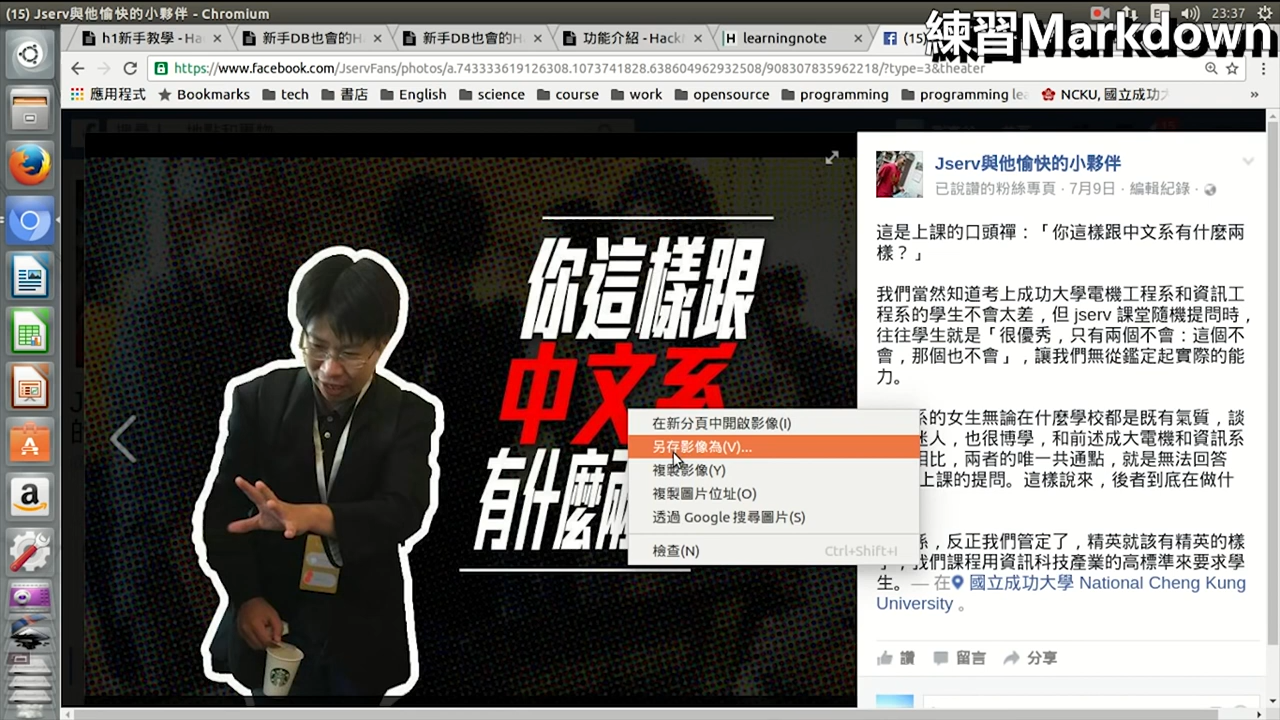 (15) Jserv與他愉快的小夥伴 - Chromium
23:37
練習Markdown
h1新手教學 - Ha
新手DB也會的H
新手DB也會的H
功能介紹 - Hack
learningnote
(15)
https://www.facebook.com/JservFans/photos/a.743333619126308.1073741828.638604962932508/908307835962218/?type=3&theater
應用程式
Bookmarks
tech
書店
English
science
course
work
opensource
programming
programming lea
NCKU, 國立成功
»
Jserv與他愉快的小夥伴
已說讚的粉絲專頁 · 7月9日 · 編輯紀錄 ·
你這樣跟
中文系
有什麼兩
這是上課的口頭禪：「你這樣跟中文系有什麼兩
樣？」
我們當然知道考上成功大學電機工程系和資訊工
程系的學生不會太差，但 jserv 課堂隨機提問時，
往往學生就是「很優秀，只有兩個不會：這個不
會，那個也不會」，讓我們無從鑑定起實際的能
力。
系的女生無論在什麼學校都是既有氣質，談
迷人，也很博學，和前述成大電機和資訊系
相比，兩者的唯一共通點，就是無法回答
上課的提問。這樣說來，後者到底在做什
係，反正我們管定了，精英就該有精英的樣
，我們課程用資訊科技產業的高標準來要求學
生。 — 在 國立成功大學 National Cheng Kung
University 。
在新分頁中開啟影像(I)
另存影像為(V)...
複製影像(Y)
複製圖片位址(O)
透過 Google 搜尋圖片(S)
檢查(N)
Ctrl+Shift+I
讚
留言
分享